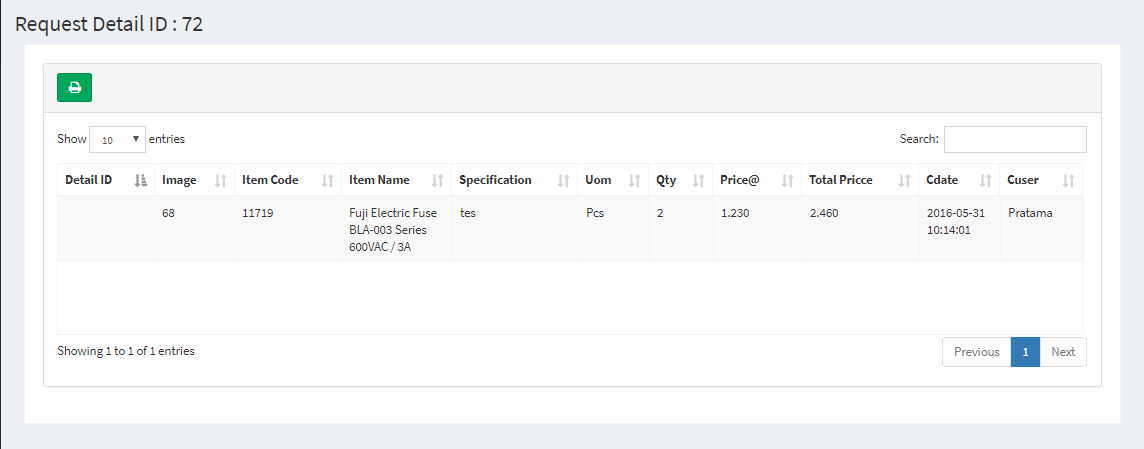 Request Detail ID : 72
Show 10 entries
Search:
Detail ID Image Item Code Item Name Specification Uom Qty Price@ Total Pricce Cdate Cuser
68 11719 Fuji Electric Fuse tes Pcs 2 1.230 2.460 2016-05-31 Pratama
BLA-003 Series 10:14:01
600VAC / 3A
Showing 1 to 1 of 1 entries
Previous 1 Next